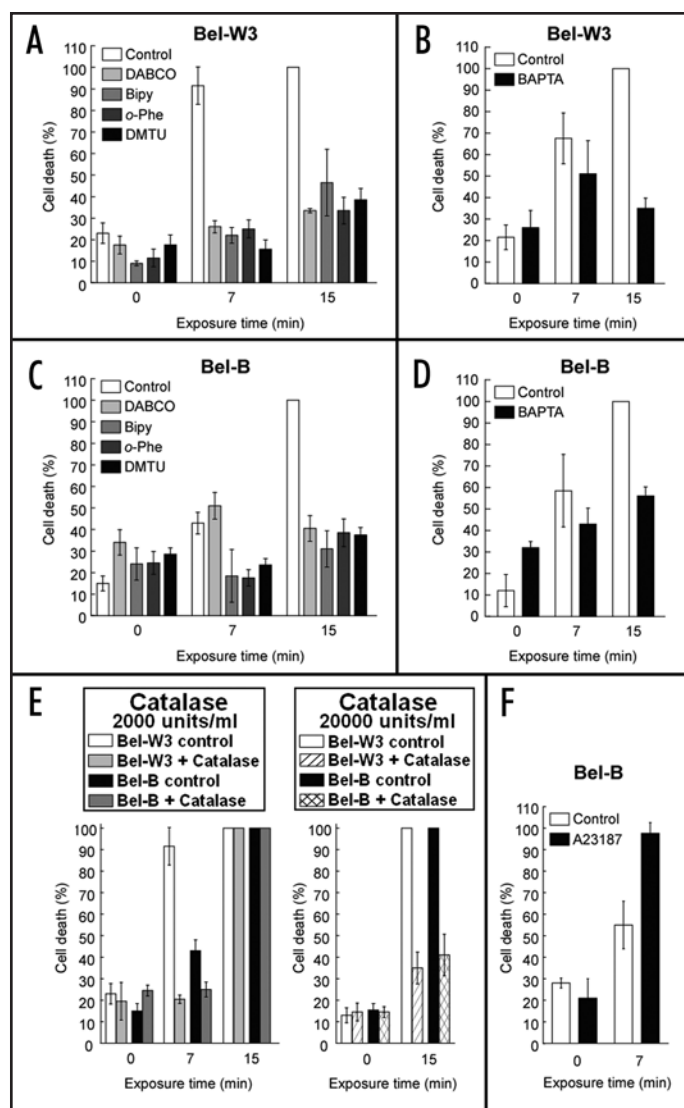 A
Bel-W3
Control
DABCO
Bipy
o-Phe
DMTU
Cell death (%)
100
90
80
70
60
50
40
30
20
10
0
0 7 15
Exposure time (min)
B
Bel-W3
Control
BAPTA
Cell death (%)
100
90
80
70
60
50
40
30
20
10
0
0 7 15
Exposure time (min)
C
Bel-B
Control
DABCO
Bipy
o-Phe
DMTU
Cell death (%)
100
90
80
70
60
50
40
30
20
10
0
0 7 15
Exposure time (min)
D
Bel-B
Control
BAPTA
Cell death (%)
100
90
80
70
60
50
40
30
20
10
0
0 7 15
Exposure time (min)
E
Catalase
2000 units/ml
Bel-W3 control
Bel-W3 + Catalase
Bel-B control
Bel-B + Catalase
Cell death (%)
100
90
80
70
60
50
40
30
20
10
0
0 7 15
Exposure time (min)
Catalase
20000 units/ml
Bel-W3 control
Bel-W3 + Catalase
Bel-B control
Bel-B + Catalase
Cell death (%)
100
90
80
70
60
50
40
30
20
10
0
0 15
Exposure time (min)
F
Bel-B
Control
A23187
Cell death (%)
100
90
80
70
60
50
40
30
20
10
0
0 7
Exposure time (min)